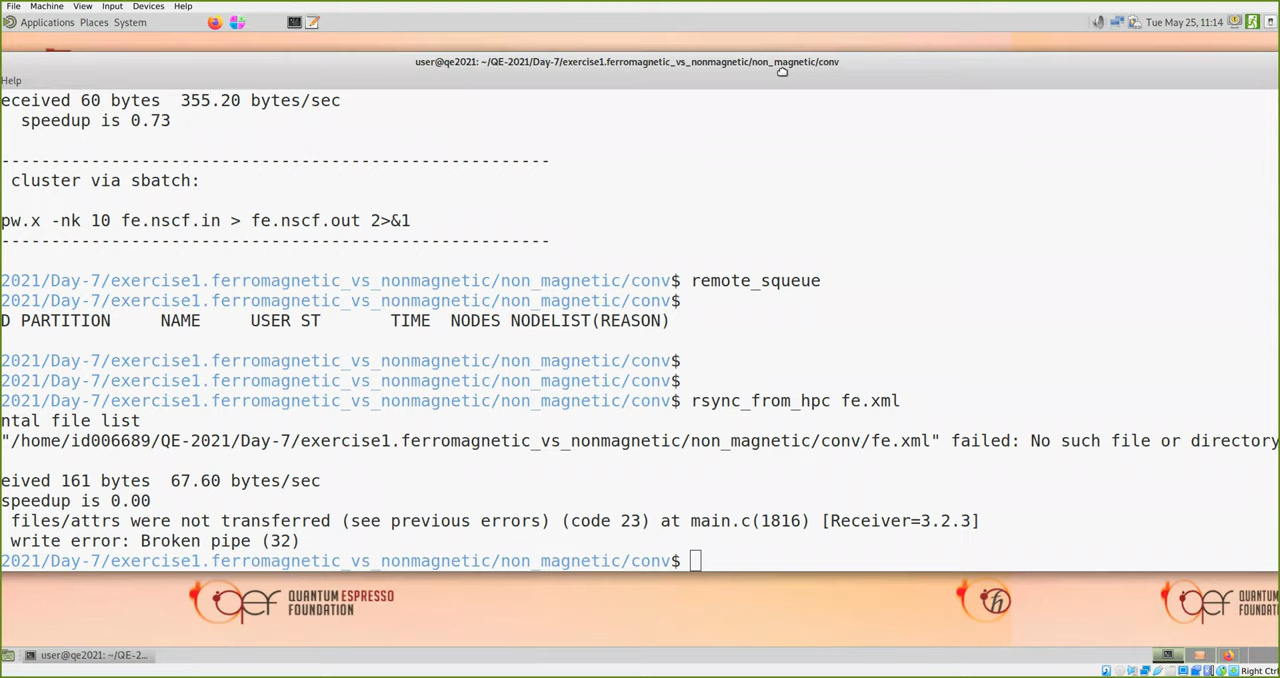 File Machine View Input Devices Help
Applications Places System
Tue May 25, 11:14
user@qe2021: ~/QE-2021/Day-7/exercise1.ferromagnetic_vs_nonmagnetic/non_magnetic/conv
Help
eceived 60 bytes  355.20 bytes/sec
speedup is 0.73
-------------------------------------------------------
cluster via sbatch:
pw.x -nk 10 fe.nscf.in > fe.nscf.out 2>&1
-------------------------------------------------------
2021/Day-7/exercise1.ferromagnetic_vs_nonmagnetic/non_magnetic/conv$ remote_squeue
2021/Day-7/exercise1.ferromagnetic_vs_nonmagnetic/non_magnetic/conv$
D PARTITION     NAME     USER ST       TIME  NODES NODELIST(REASON)
2021/Day-7/exercise1.ferromagnetic_vs_nonmagnetic/non_magnetic/conv$
2021/Day-7/exercise1.ferromagnetic_vs_nonmagnetic/non_magnetic/conv$
2021/Day-7/exercise1.ferromagnetic_vs_nonmagnetic/non_magnetic/conv$ rsync_from_hpc fe.xml
ntal file list
"/home/id006689/QE-2021/Day-7/exercise1.ferromagnetic_vs_nonmagnetic/non_magnetic/conv/fe.xml" failed: No such file or directory
eived 161 bytes  67.60 bytes/sec
speedup is 0.00
files/attrs were not transferred (see previous errors) (code 23) at main.c(1816) [Receiver=3.2.3]
write error: Broken pipe (32)
2021/Day-7/exercise1.ferromagnetic_vs_nonmagnetic/non_magnetic/conv$
QUANTUM ESPRESSO
FOUNDATION
QUANTUM
FOUNDA
user@qe2021: ~/QE-2...
Right Ctrl